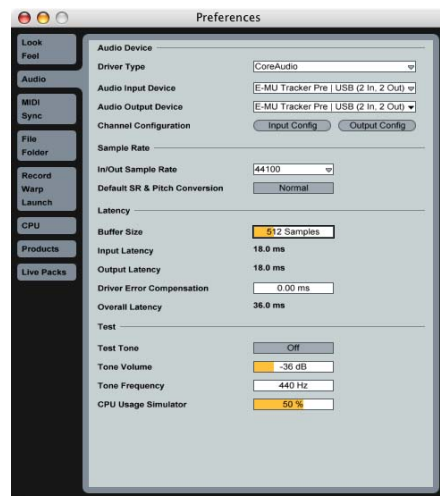 Preferences
Look
Feel
Audio
MIDI
Sync
File
Folder
Record
Warp
Launch
CPU
Products
Live Packs
Audio Device
Driver Type CoreAudio
Audio Input Device E-MU Tracker Pre | USB (2 In, 2 Out)
Audio Output Device E-MU Tracker Pre | USB (2 In, 2 Out)
Channel Configuration Input Config Output Config
Sample Rate
In/Out Sample Rate 44100
Default SR & Pitch Conversion Normal
Latency
Buffer Size 512 Samples
Input Latency 18.0 ms
Output Latency 18.0 ms
Driver Error Compensation 0.00 ms
Overall Latency 36.0 ms
Test
Test Tone Off
Tone Volume -36 dB
Tone Frequency 440 Hz
CPU Usage Simulator 50 %